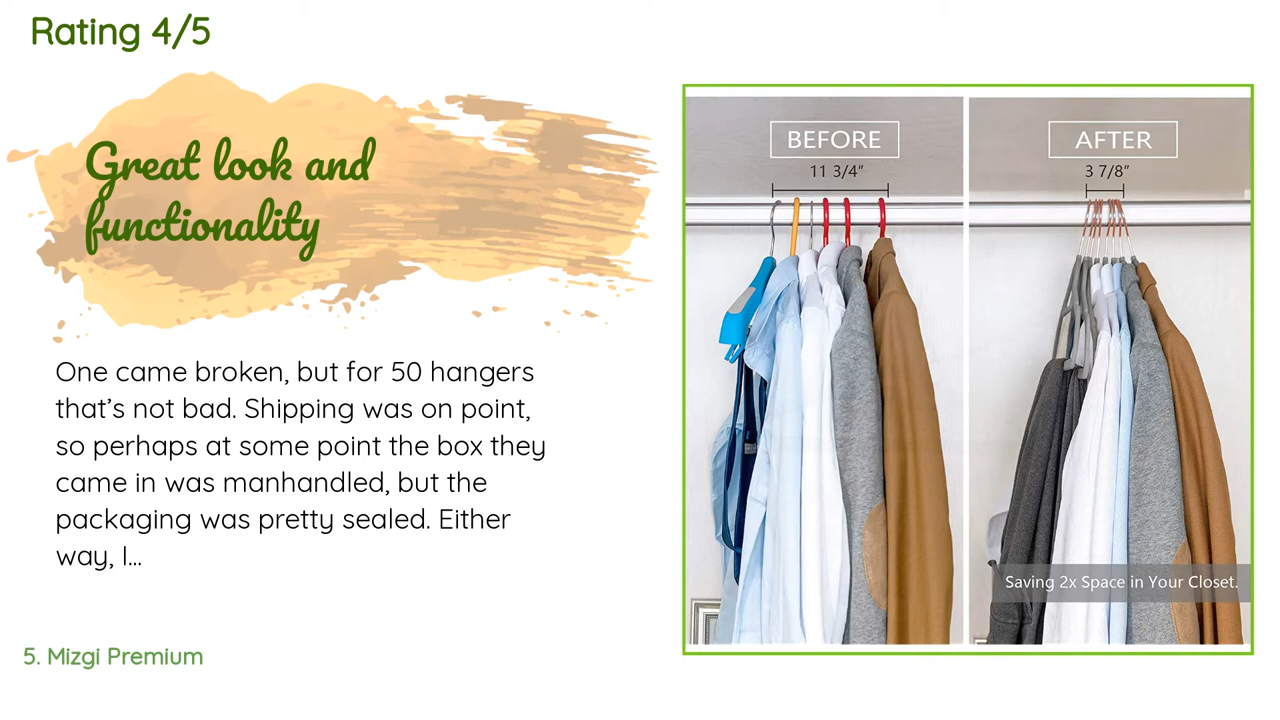 Rating 4/5
Great look and
functionality
One came broken, but for 50 hangers
that’s not bad. Shipping was on point,
so perhaps at some point the box they
came in was manhandled, but the
packaging was pretty sealed. Either
way, I...
5. Mizgi Premium
BEFORE
11 3/4"
AFTER
3 7/8"
Saving 2x Space in Your Closet.